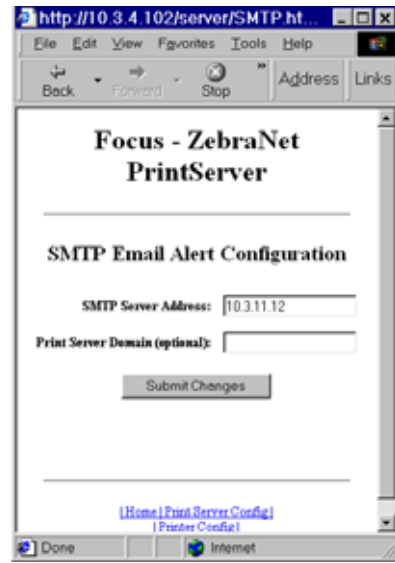 http://10.3.4.102/server/SMTP.ht...
File Edit View Favorites Tools Help
Back Forward Stop » Address Links
Focus - ZebraNet
PrintServer
SMTP Email Alert Configuration
SMTP Server Address: 10.3.11.12
Print Server Domain (optional):
Submit Changes
| Home | Print Server Config |
| Printer Config |
Done Internet